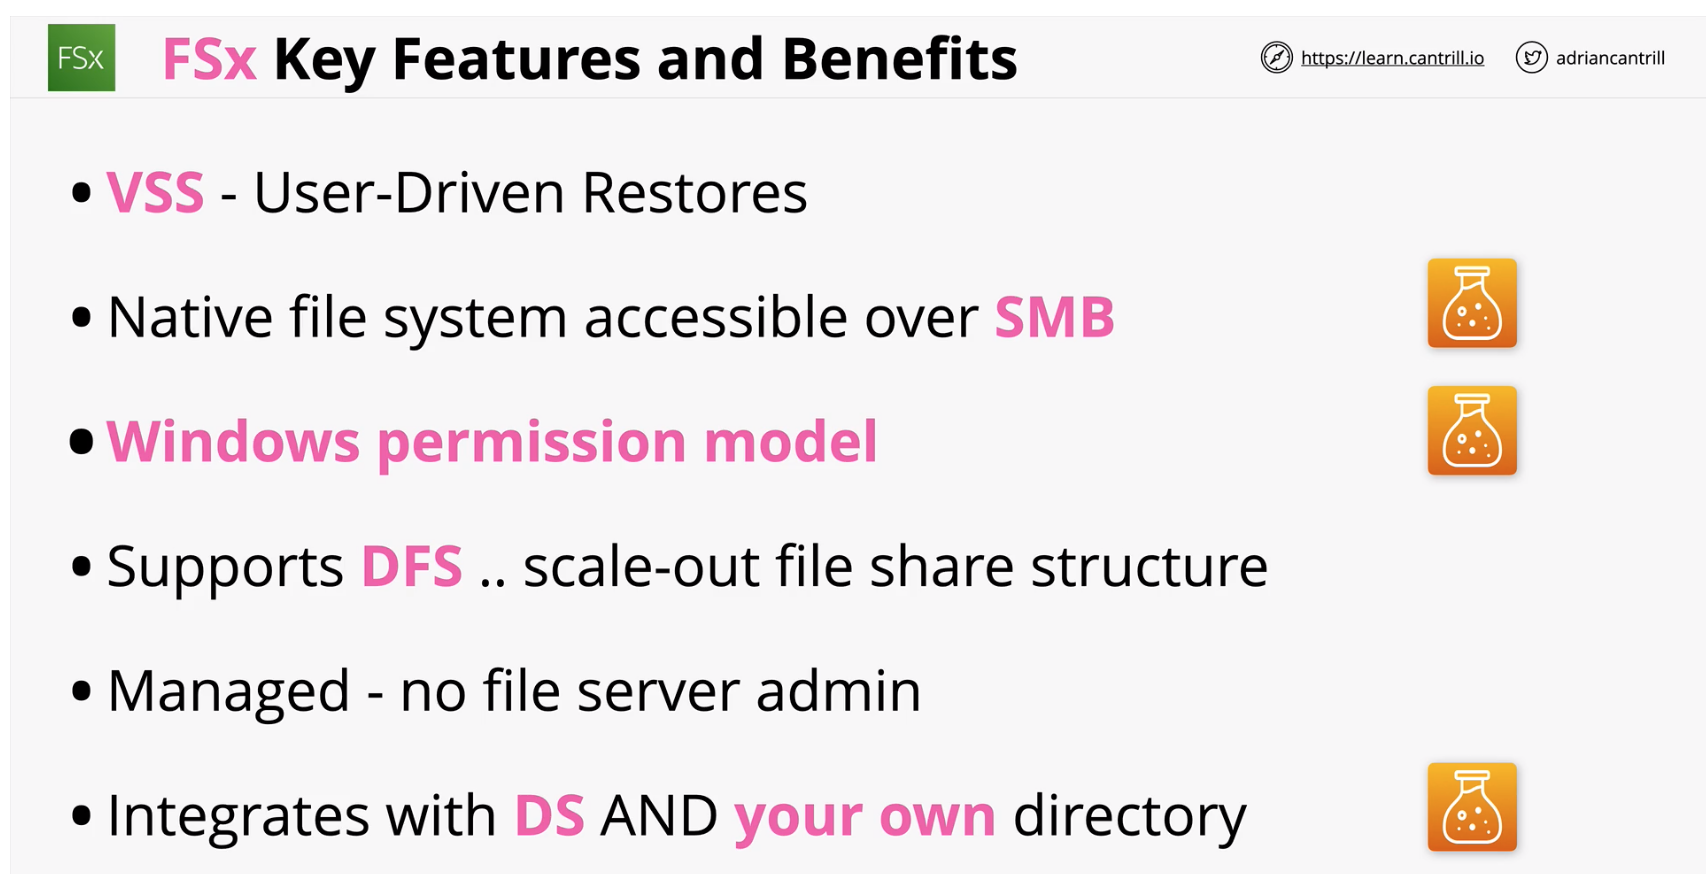 FSx
FSx Key Features and Benefits
https://learn.cantrill.io
adriancantrill
• VSS - User-Driven Restores
• Native file system accessible over SMB
• Windows permission model
• Supports DFS .. scale-out file share structure
• Managed - no file server admin
• Integrates with DS AND your own directory